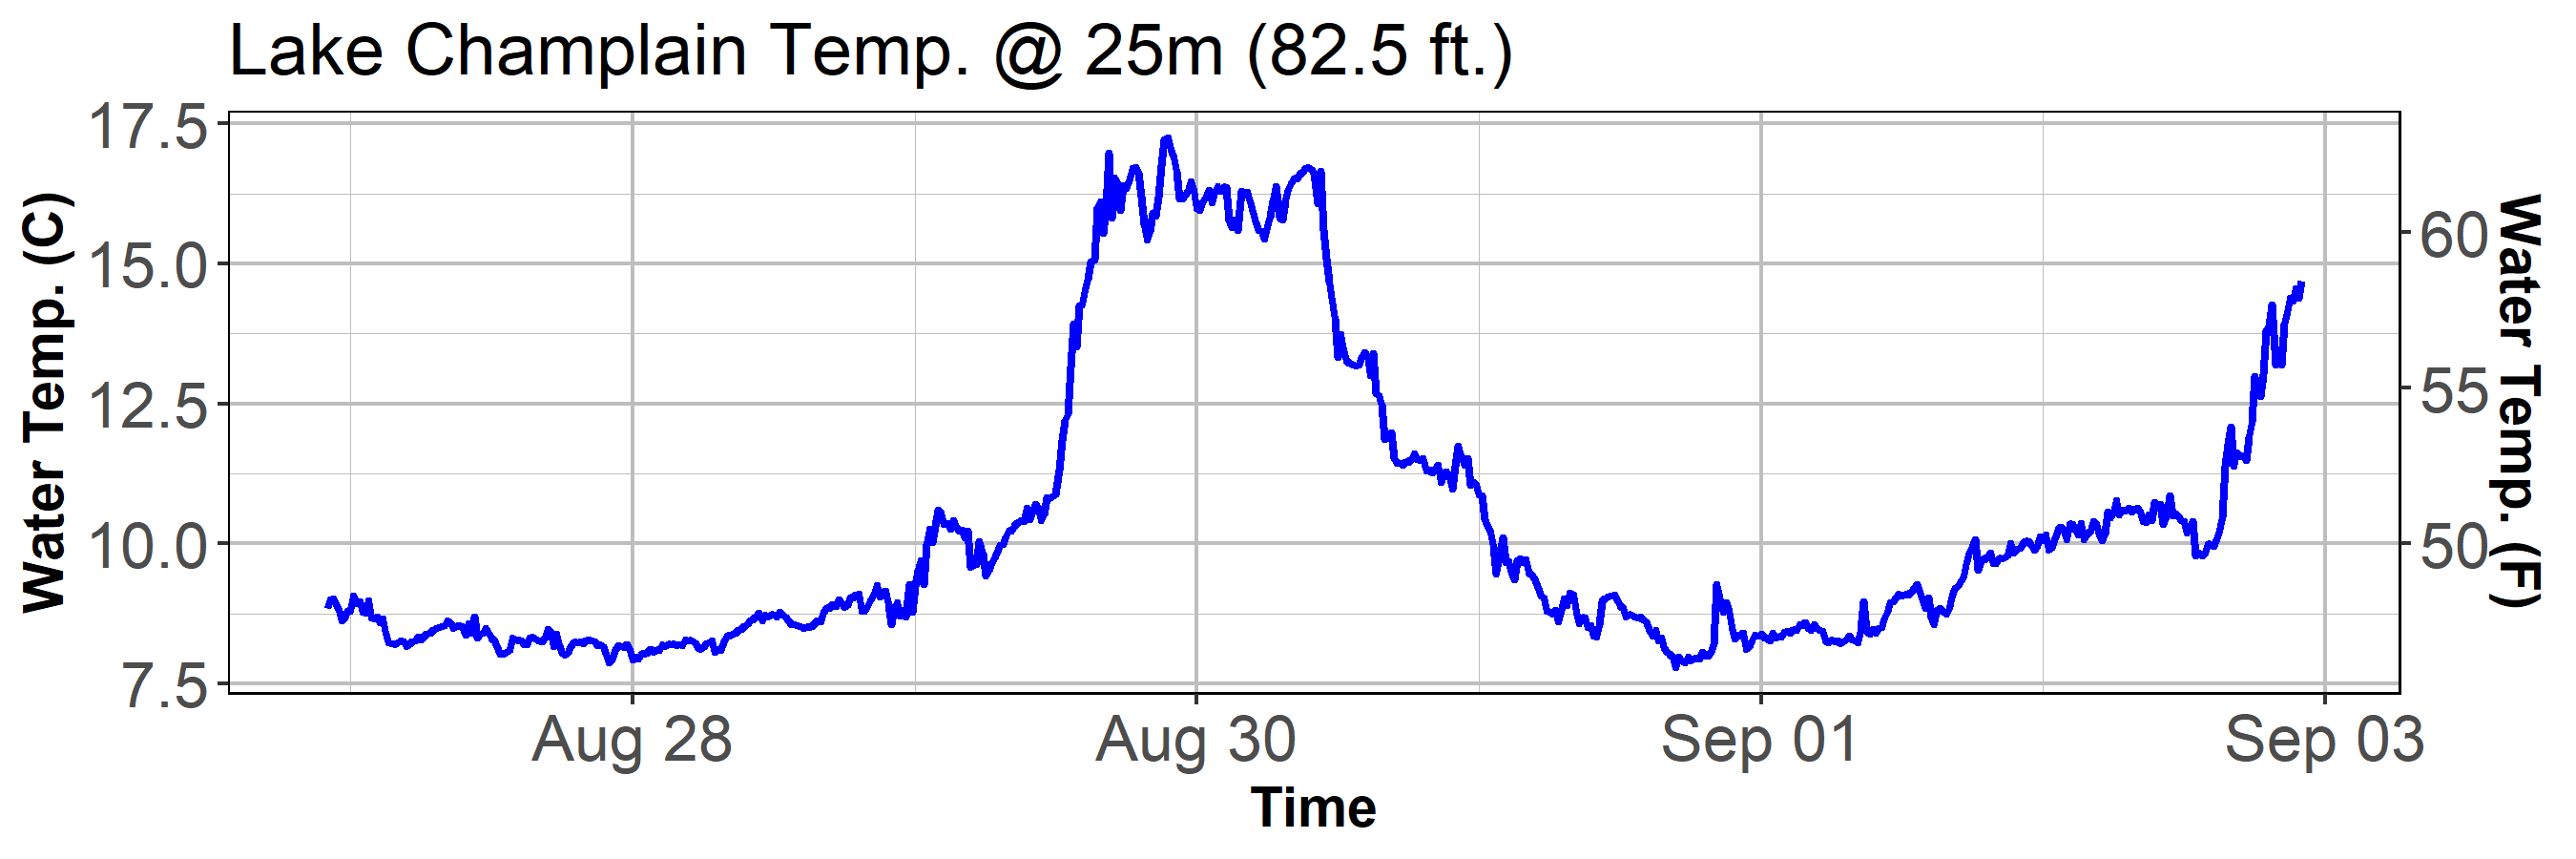 Lake Champlain Temp. @ 25m (82.5 ft.)
Water Temp. (C)
17.5
15.0
12.5
10.0
7.5
60
55
50
Water Temp. (F)
Aug 28
Aug 30
Sep 01
Sep 03
Time